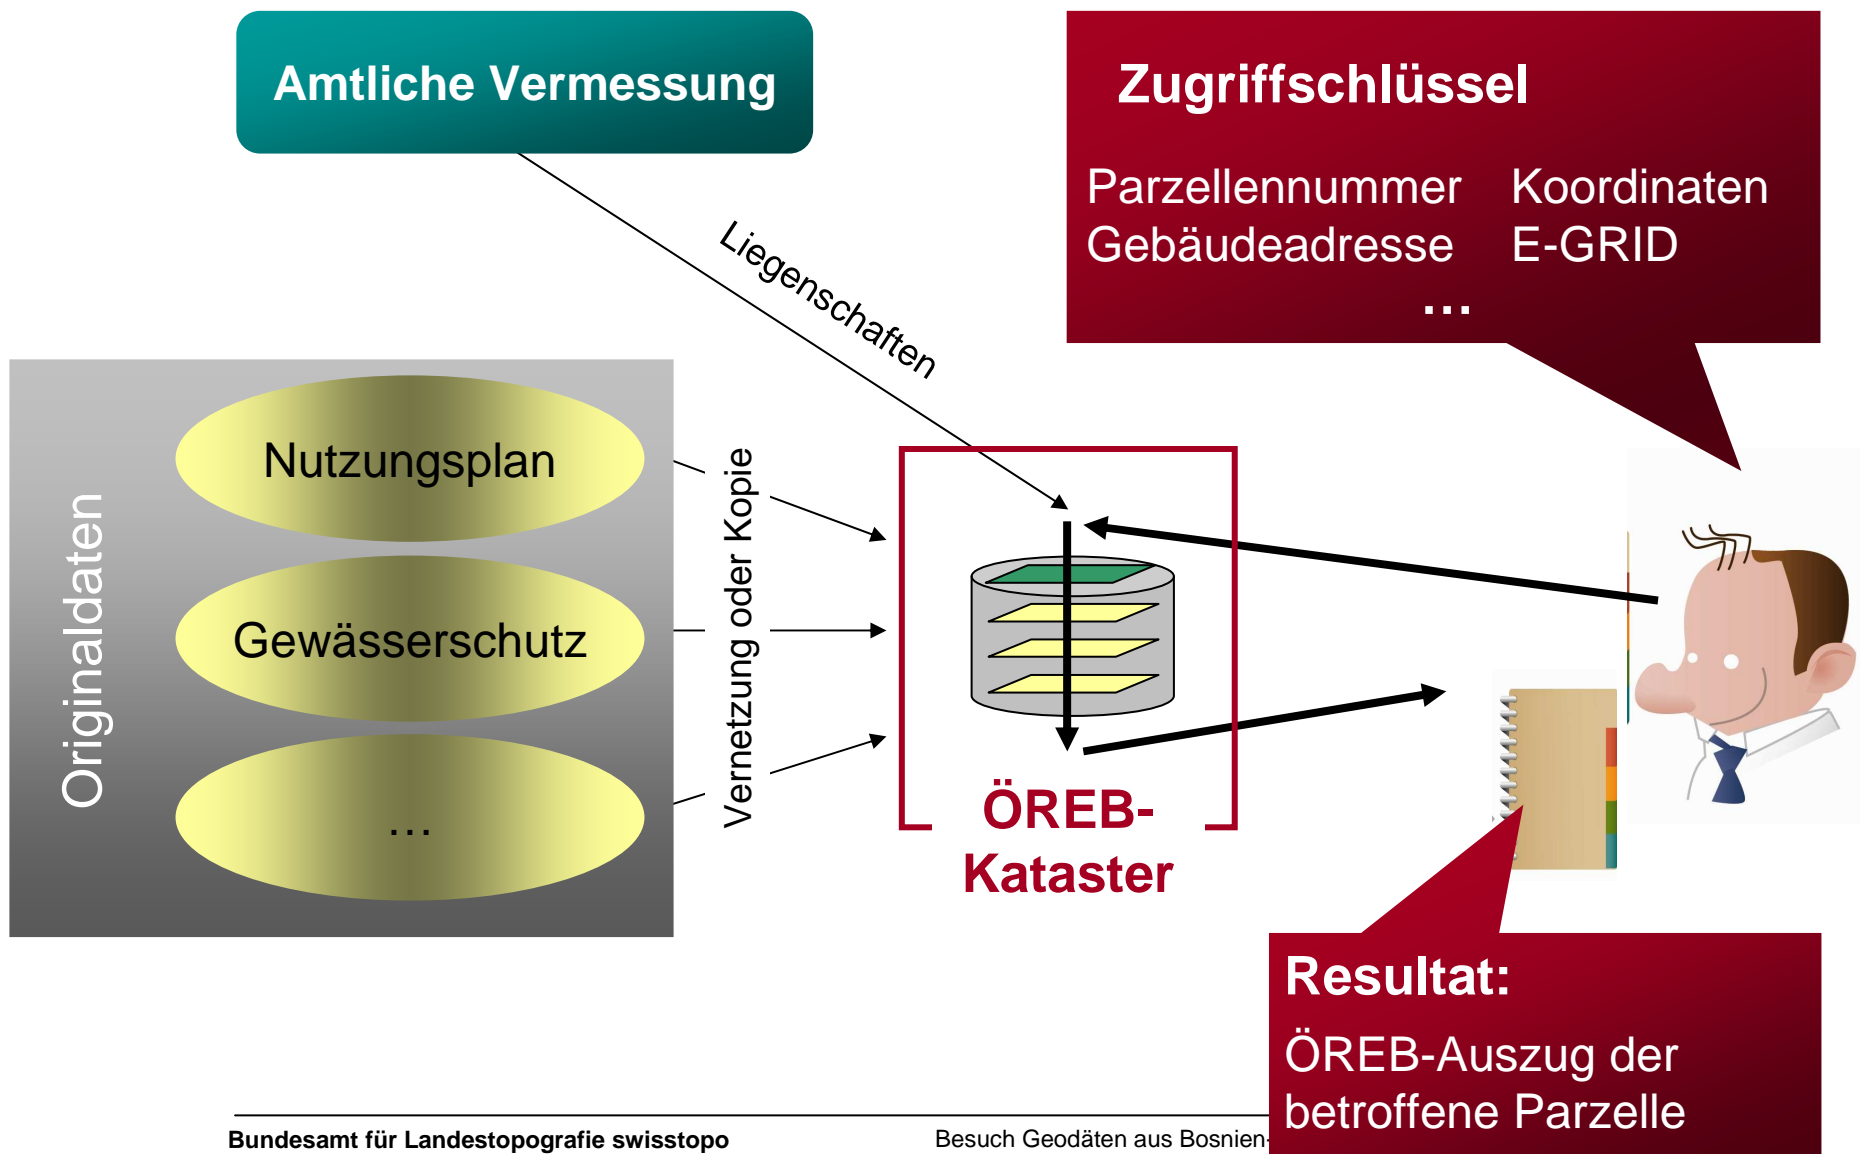 Amtliche Vermessung
Zugriffschlüssel
Parzellennummer Koordinaten
Gebäudeadresse E-GRID
...
Liegenschaften
Originaldaten
Nutzungsplan
Gewässerschutz
...
Vernetzung oder Kopie
ÖREB-
Kataster
Resultat:
ÖREB-Auszug der
betroffene Parzelle
Bundesamt für Landestopografie swisstopo
Besuch Geodäten aus Bosnien-